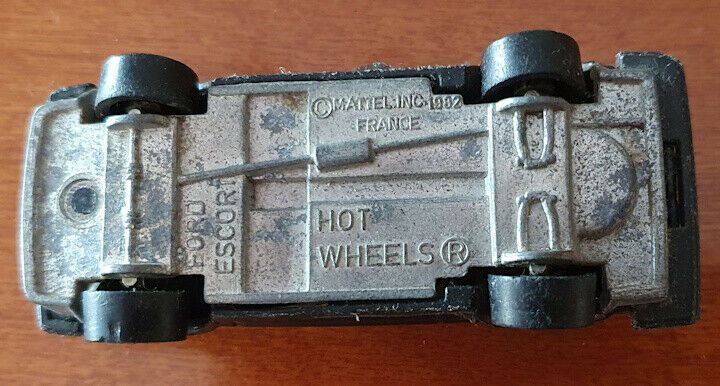 ©MATTEL.INC.1982
FRANCE
FORD
ESCORT
HOT
WHEELS®